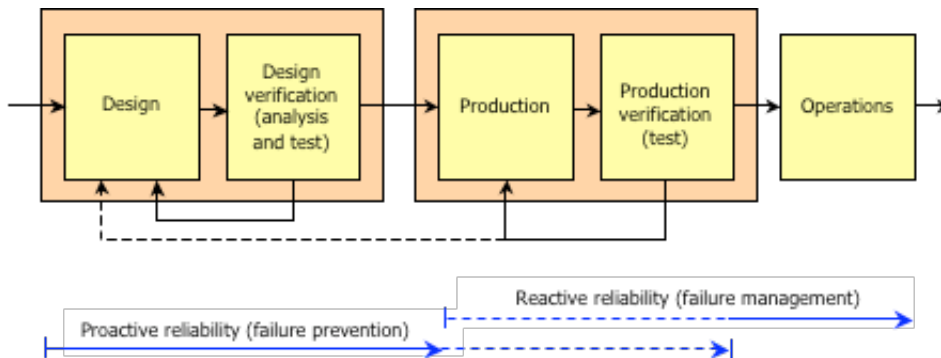 Design
Design
verification
(analysis
and test)
Production
Production
verification
(test)
Operations
Reactive reliability (failure management)
Proactive reliability (failure prevention)